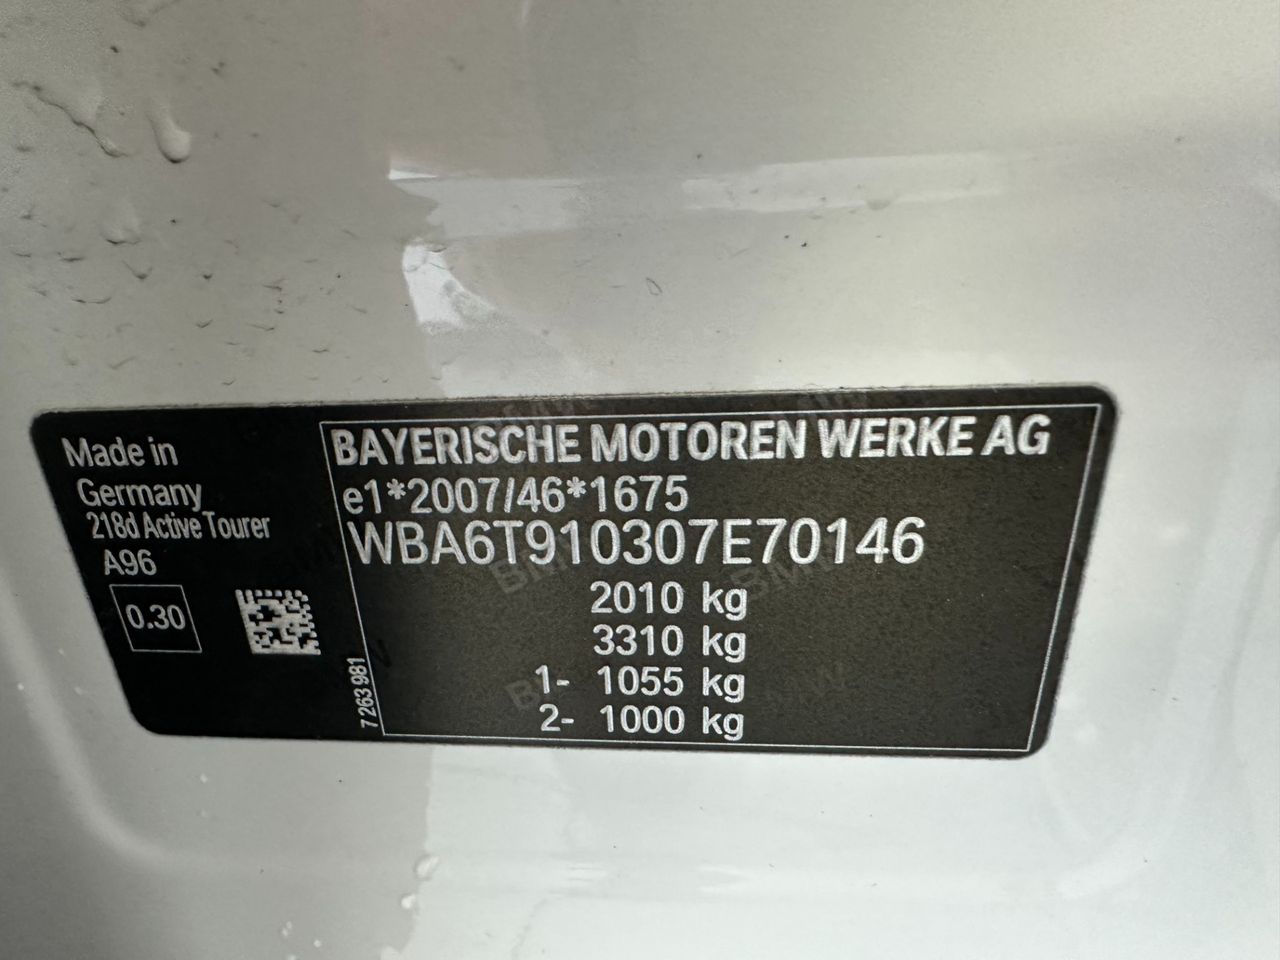 Made in
Germany
218d Active Tourer
A96
0.30
7 263 981
BAYERISCHE MOTOREN WERKE AG
e1*2007/46*1675
WBA6T910307E70146
2010 kg
3310 kg
1- 1055 kg
2- 1000 kg